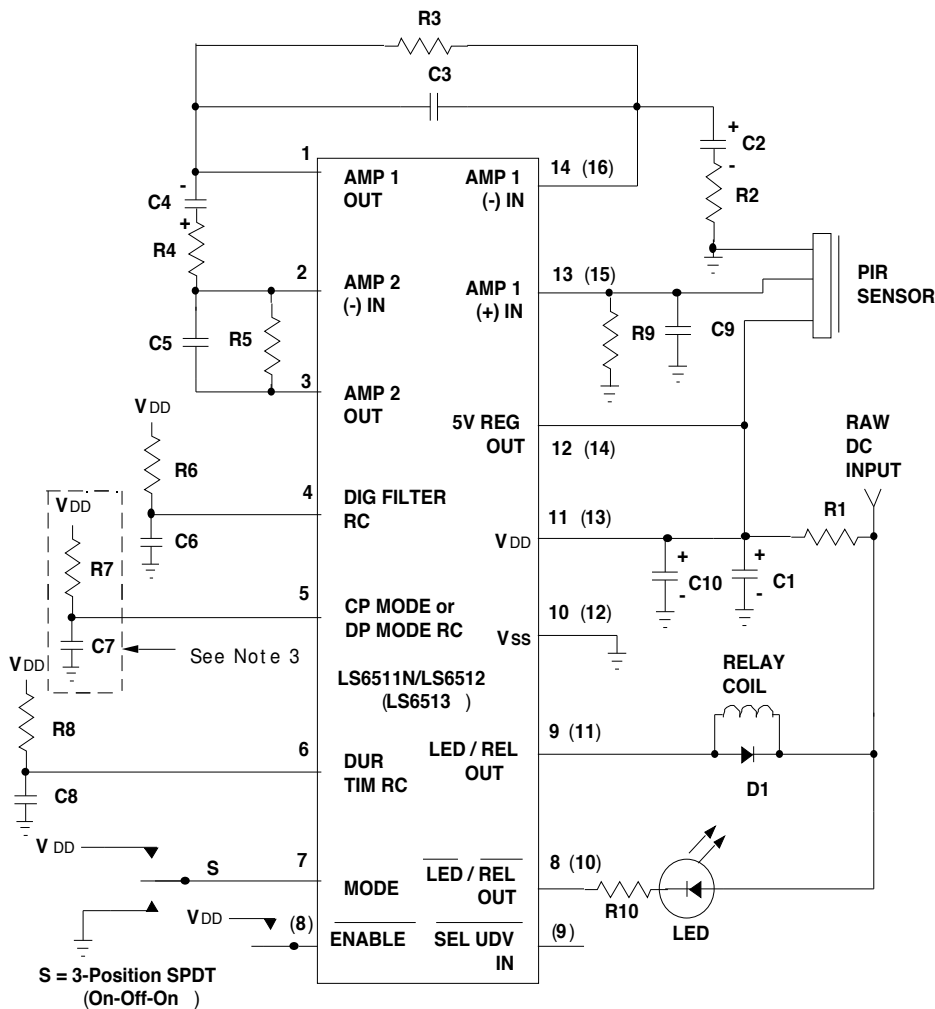 R3
C3
1
14 (16)
AMP 1
OUT
AMP 1
(-) IN
+
C2
-
R2
-
C4
+
R4
2
AMP 2
(-) IN
13 (15)
AMP 1
(+) IN
PIR
SENSOR
C5
R5
R9
C9
3
AMP 2
OUT
VDD
R6
5V REG
OUT
12 (14)
RAW
DC
INPUT
4
DIG FILTER
RC
C6
11 (13)
VDD
R1
+
C10
-
+
C1
-
VDD
R7
5
CP MODE or
DP MODE RC
10 (12)
VSS
C7
See Note 3
LS6511N/LS6512
(LS6513 )
RELAY
COIL
VDD
R8
6
DUR
TIM RC
9 (11)
LED / REL
OUT
D1
C8
V DD
S
7
MODE
8 (10)
LED / REL
OUT
R10
LED
VDD
(8)
ENABLE
SEL UDV
IN
(9)
S = 3-Position SPDT
(On-Off-On )